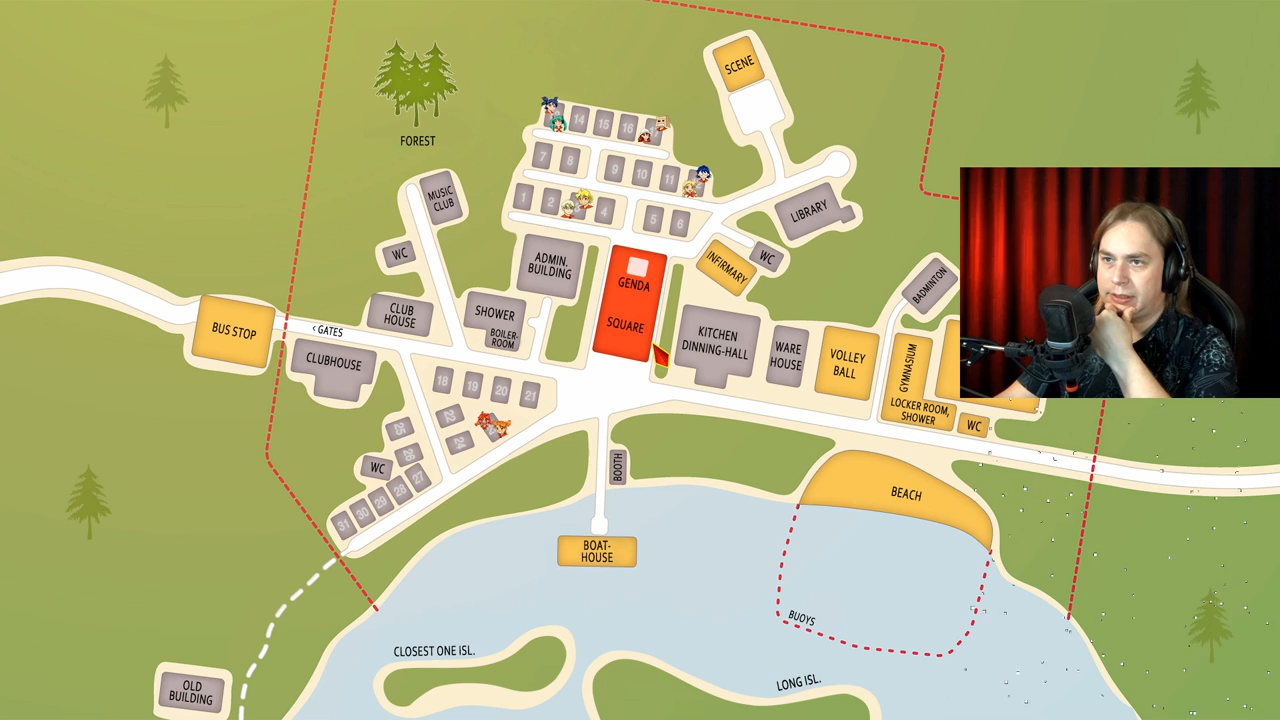 SCENE
FOREST
14
15
16
7
8
9
10
11
MUSIC
CLUB
1
2
4
5
6
LIBRARY
WC
ADMIN.
BUILDING
GENDA
SQUARE
INFIRMARY
WC
BADMINTON
CLUB
HOUSE
SHOWER
BOILER-
ROOM
BUS STOP
‹ GATES
CLUBHOUSE
KITCHEN
DINNING-HALL
WARE
HOUSE
VOLLEY
BALL
GYMNASIUM
LOCKER ROOM,
SHOWER
WC
18
19
20
21
22
24
25
26
WC
27
28
29
30
31
BOOTH
BEACH
BOAT-
HOUSE
BUOYS
CLOSEST ONE ISL.
LONG ISL.
OLD
BUILDING